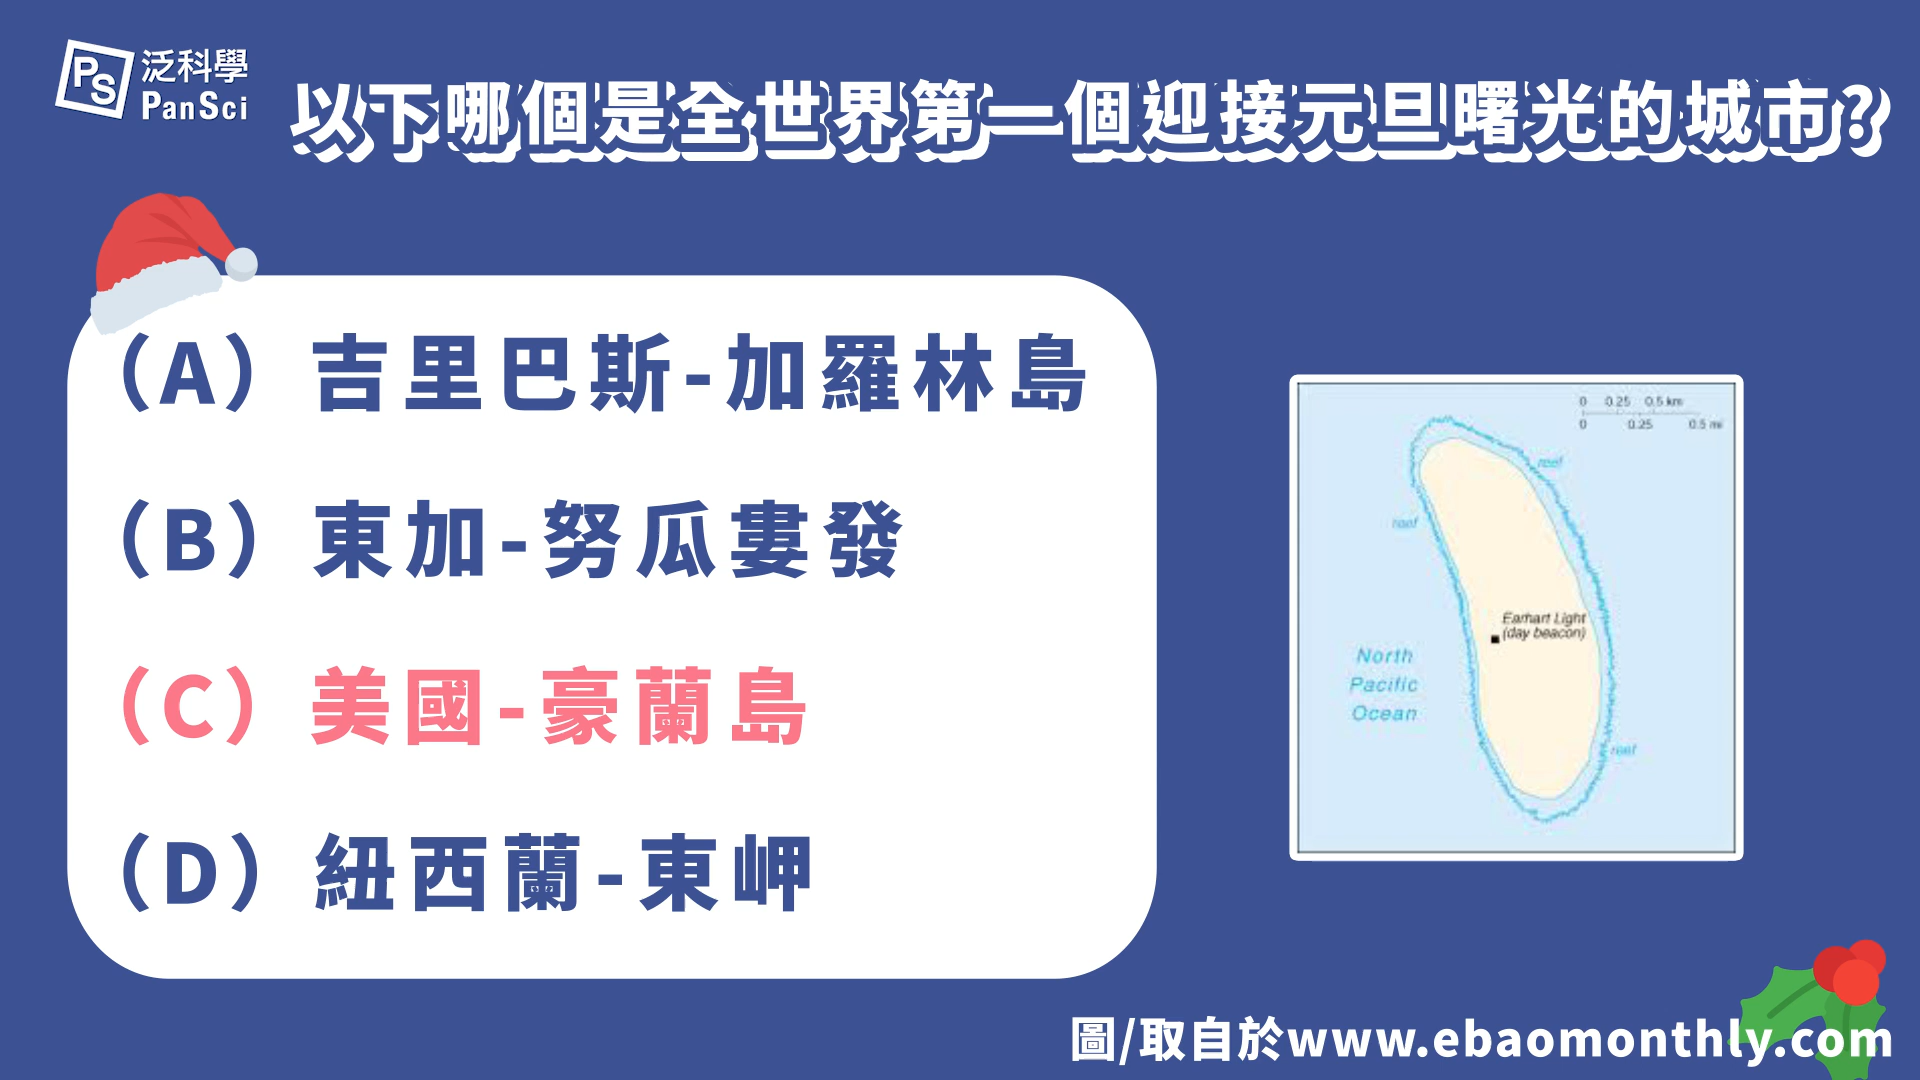 PS
泛科學
PanSci
以下哪個是全世界第一個迎接元旦曙光的城市?
(A) 吉里巴斯-加羅林島
(B) 東加-努瓜婁發
(C) 美國-豪蘭島
(D) 紐西蘭-東岬
0 0.25 0.5 km
0 0.25 0.5 mi
reef
reef
Earhart Light
(day beacon)
North
Pacific
Ocean
reef
圖/取自於www.ebaomonthly.com